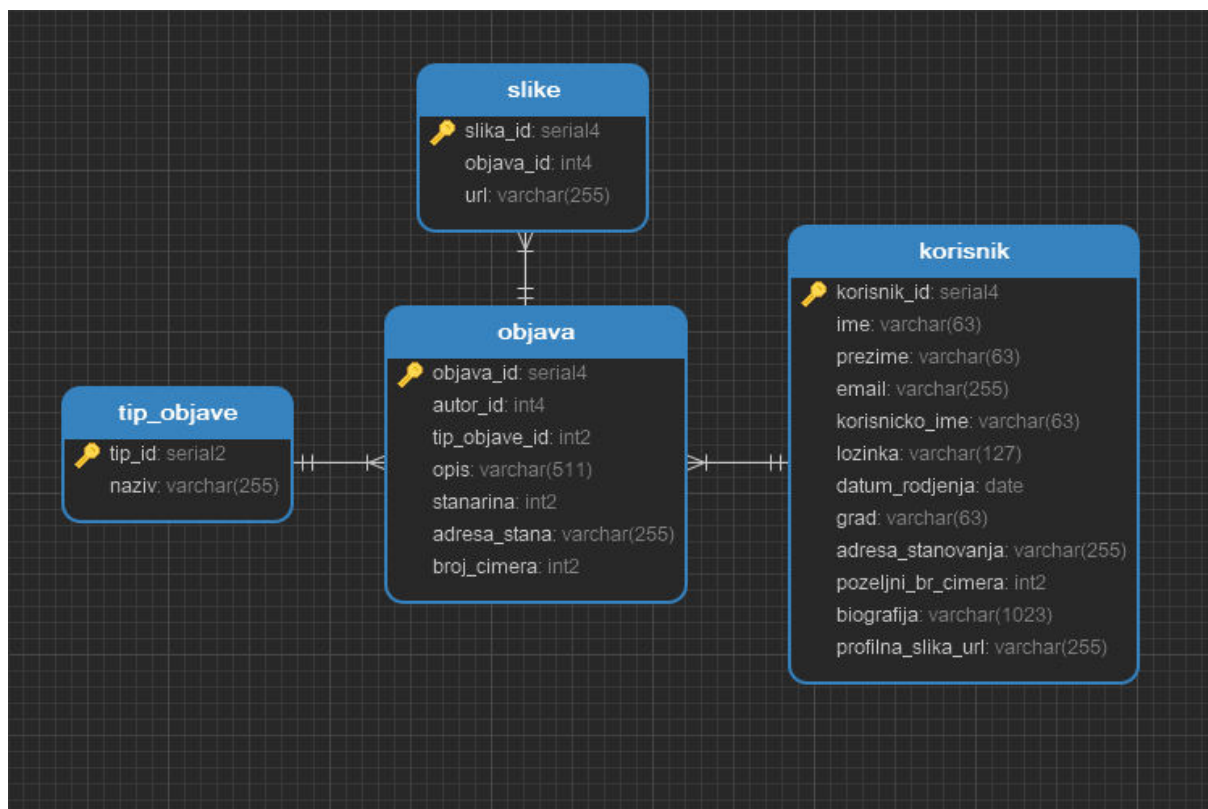 slike
slika_id: serial4
objava_id: int4
url: varchar(255)
objava
objava_id: serial4
autor_id: int4
tip_objave_id: int2
opis: varchar(511)
stanarina: int2
adresa_stana: varchar(255)
broj_cimera: int2
tip_objave
tip_id: serial2
naziv: varchar(255)
korisnik
korisnik_id: serial4
ime: varchar(63)
prezime: varchar(63)
email: varchar(255)
korisnicko_ime: varchar(63)
lozinka: varchar(127)
datum_rodjenja: date
grad: varchar(63)
adresa_stanovanja: varchar(255)
pozeljni_br_cimera: int2
biografija: varchar(1023)
profilna_slika_url: varchar(255)